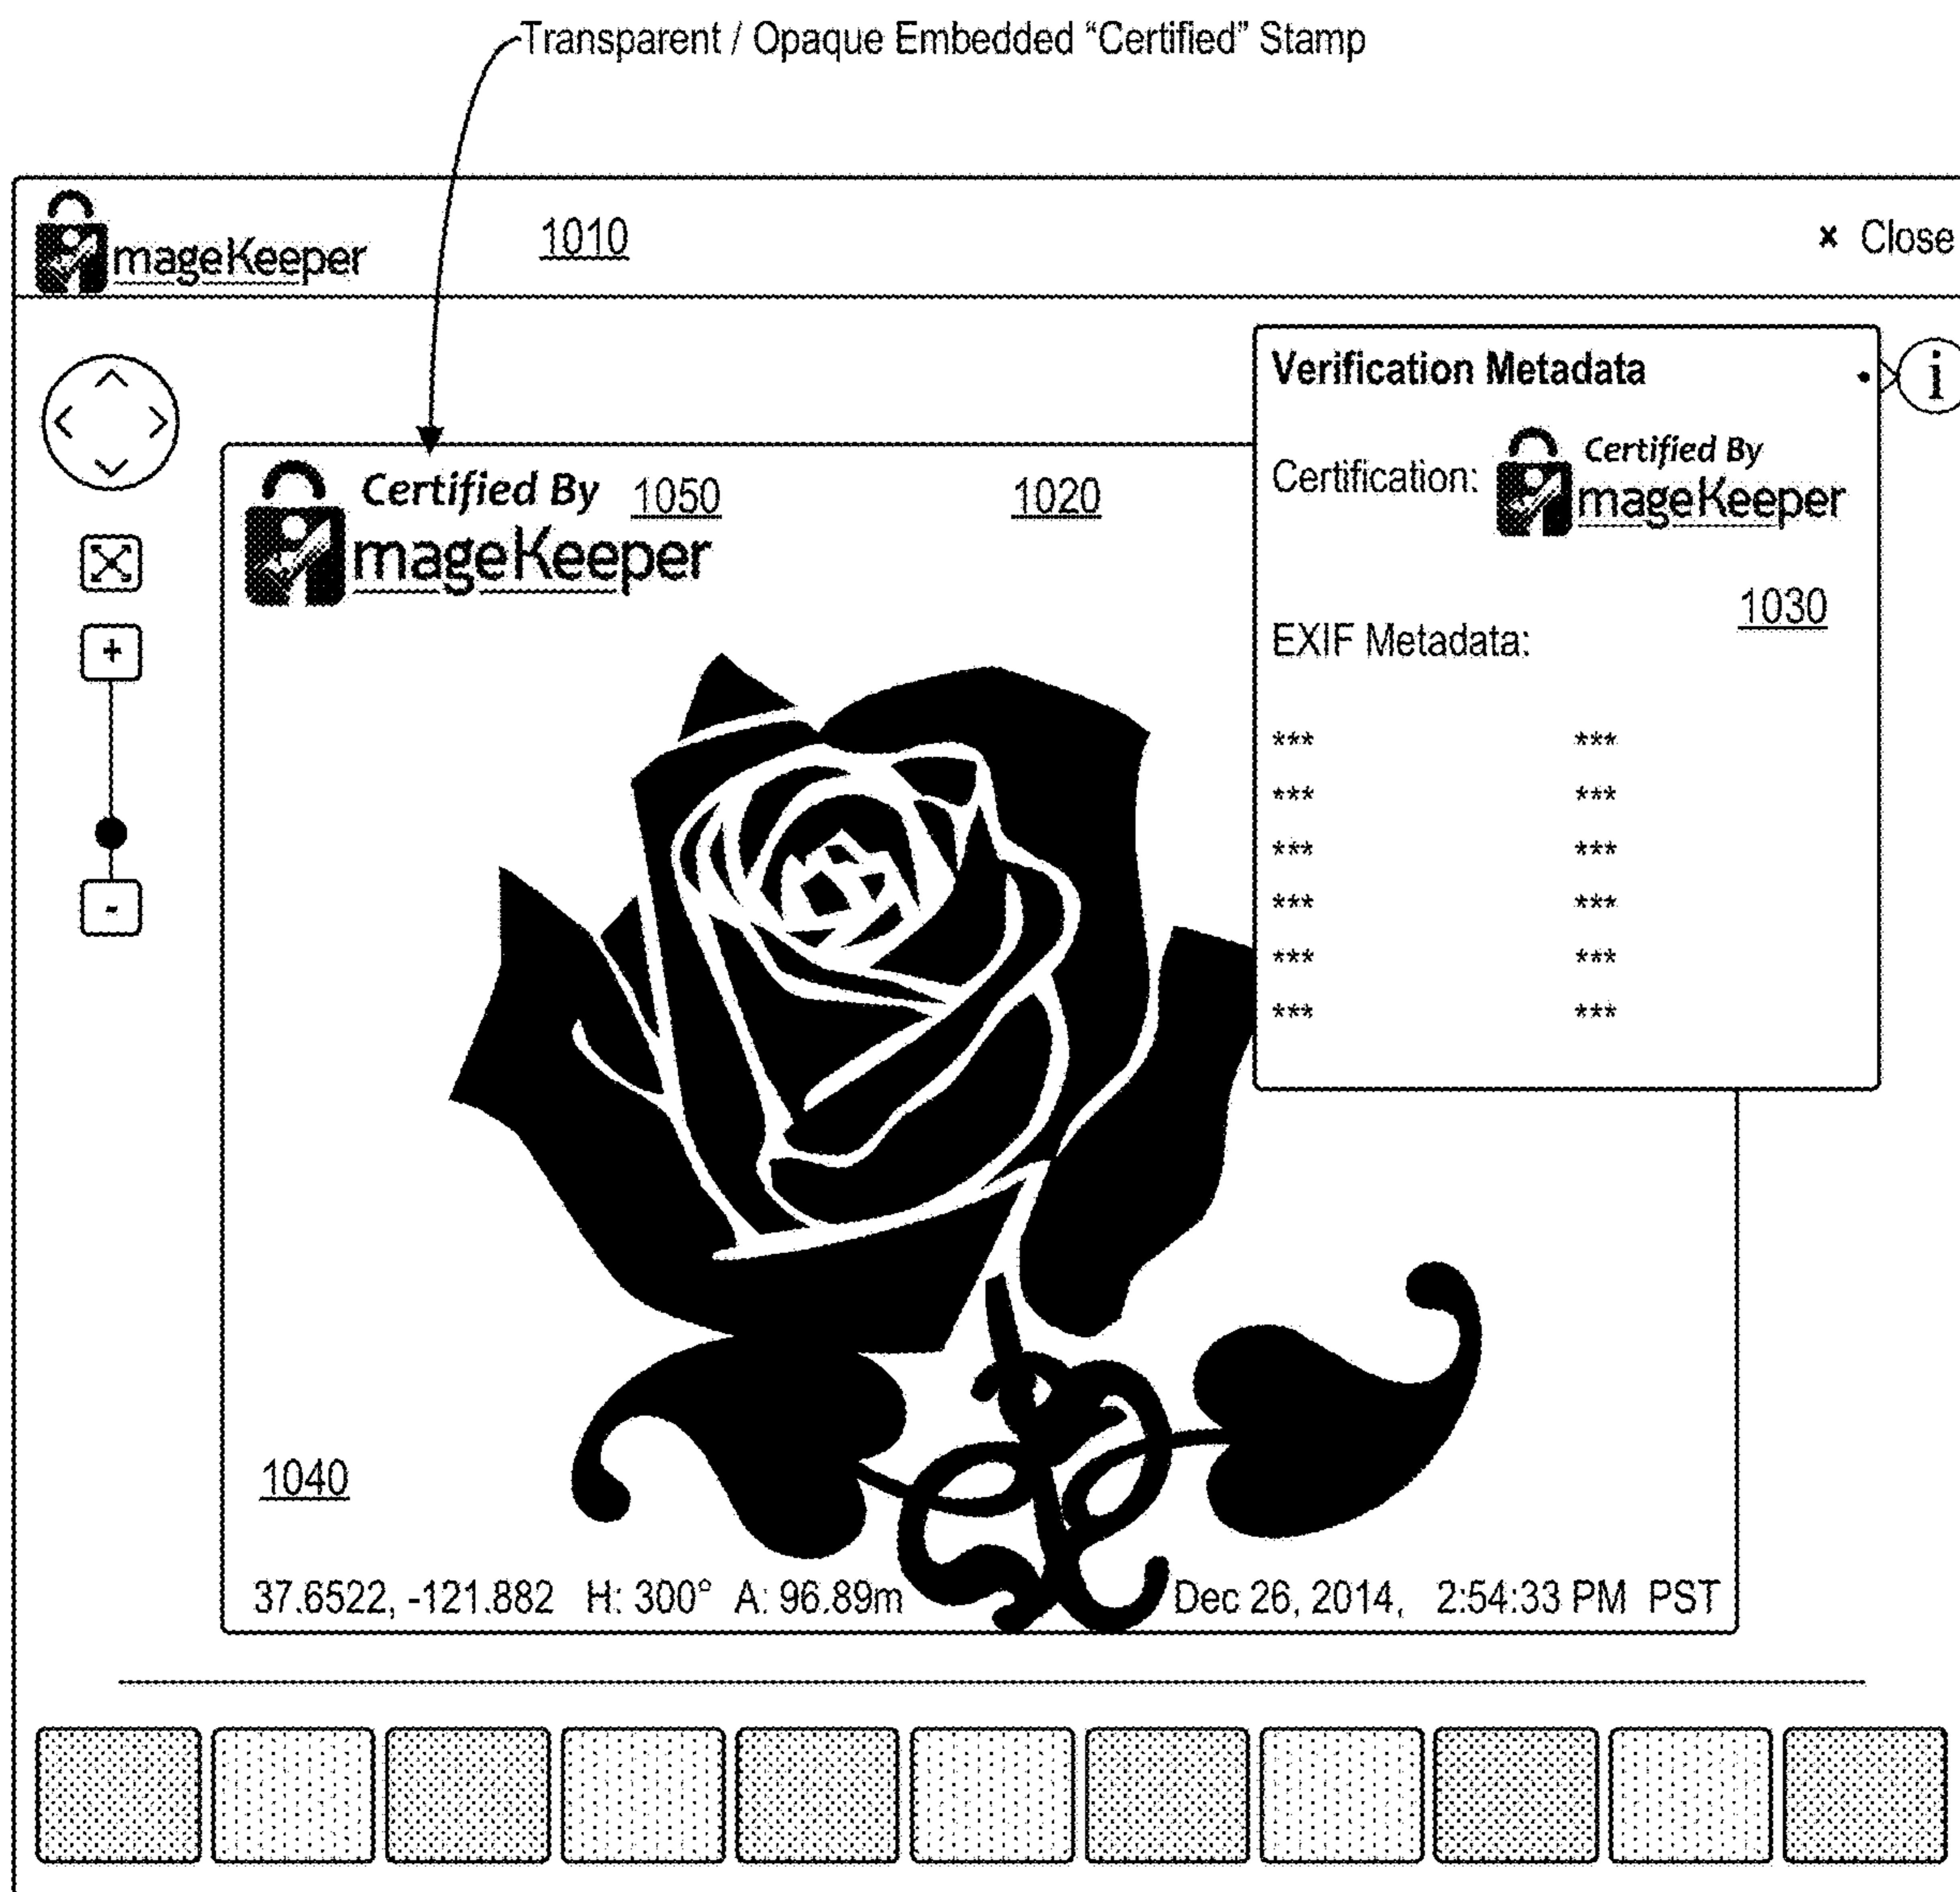 Transparent / Opaque Embedded “Certified” Stamp
mageKeeper 1010 × Close
Verification Metadata
i
Certified By 1050 1020
mageKeeper
Certification: Certified By
mageKeeper
1030
EXIF Metadata:
*** ***
*** ***
*** ***
*** ***
*** ***
*** ***
+
-
1040
37.6522, -121.882 H: 300° A: 96.89m Dec 26, 2014, 2:54:33 PM PST